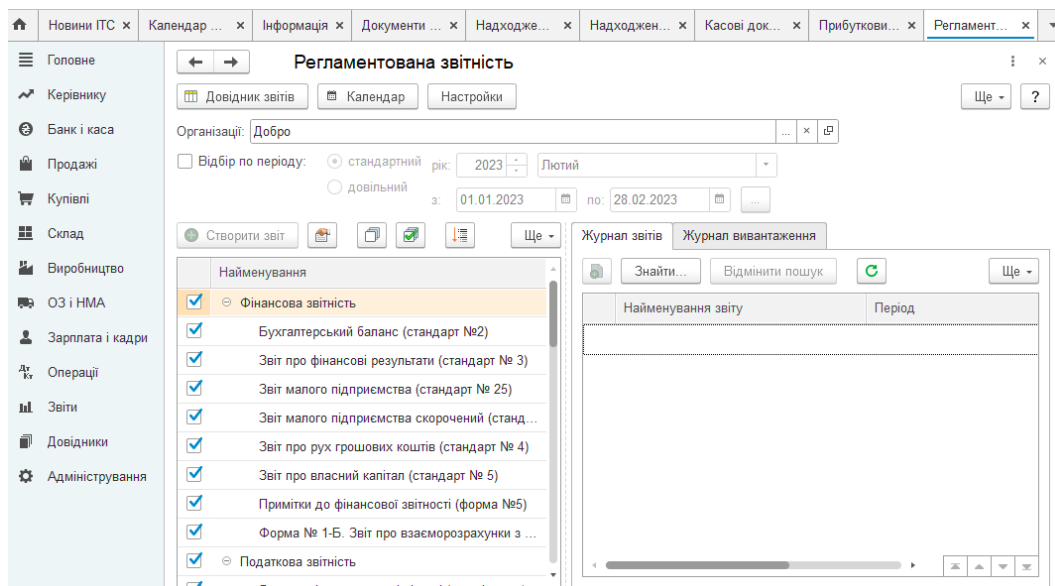 Новини ІТС × Календар ... × Інформація × Документи ... × Надходже... × Надходжен... × Касові док... × Прибуткови... × Регламент... ×
Головне
Керівнику
Банк і каса
Продажі
Купівлі
Склад
Виробництво
ОЗ і НМА
Зарплата і кадри
Дт Кт Операції
Звіти
Довідники
Адміністрування
Регламентована звітність
Довідник звітів Календар Настройки Ще ?
Організації: Добро ... ×
Відбір по періоду: стандартний рік: 2023 Лютий
довільний з: 01.01.2023 по: 28.02.2023 ...
Створити звіт Ще
Найменування
Фінансова звітність
Бухгалтерський баланс (стандарт №2)
Звіт про фінансові результати (стандарт № 3)
Звіт малого підприємства (стандарт № 25)
Звіт малого підприємства скорочений (станд...
Звіт про рух грошових коштів (стандарт № 4)
Звіт про власний капітал (стандарт № 5)
Примітки до фінансової звітності (форма №5)
Форма № 1-Б. Звіт про взаєморозрахунки з ...
Податкова звітність
Журнал звітів Журнал вивантаження
Знайти... Відмінити пошук Ще
Найменування звіту Період